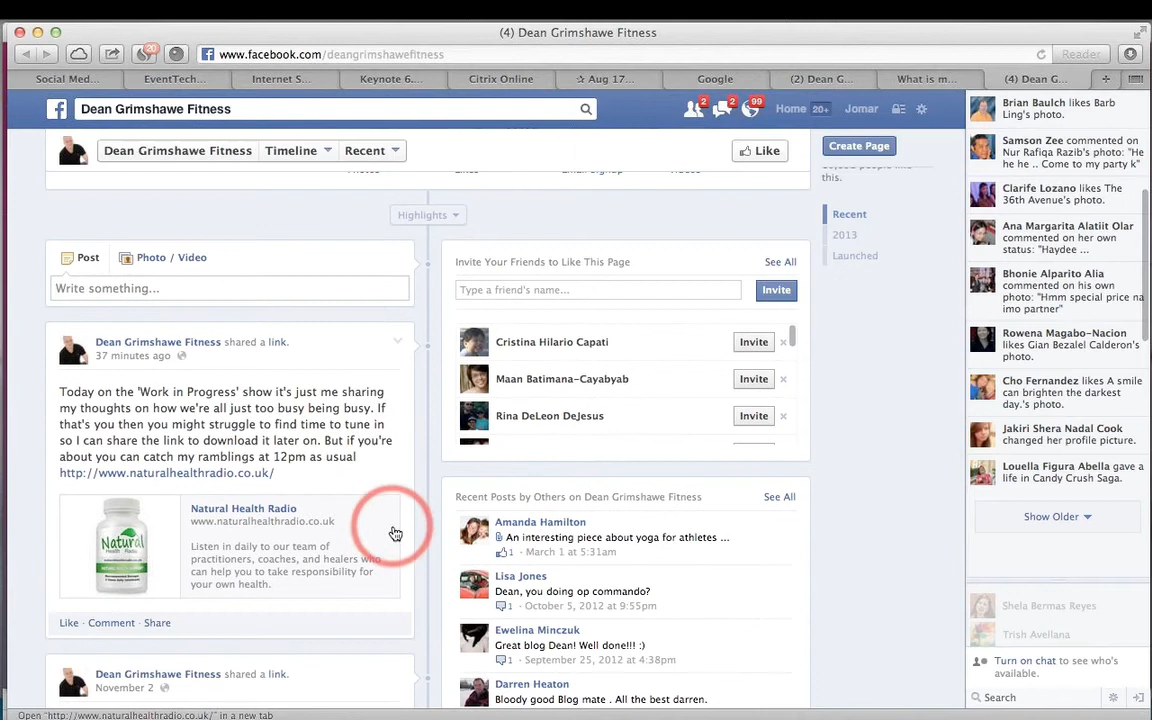 (4) Dean Grimshawe Fitness
20
www.facebook.com/deangrimshawefitness
Reader
Social Med...
EventTech...
Internet S...
Keynote 6....
Citrix Online
☆ Aug 17...
Google
(2) Dean G...
What is m...
(4) Dean G...
Dean Grimshawe Fitness
2
2
99
Home 20+
Jomar
Dean Grimshawe Fitness
Timeline
Recent
Like
Create Page
this.
Recent
2013
Launched
Highlights
Post
Photo / Video
Write something...
Dean Grimshawe Fitness shared a link.
37 minutes ago
Today on the 'Work in Progress' show it's just me sharing
my thoughts on how we're all just too busy being busy. If
that's you then you might struggle to find time to tune in
so I can share the link to download it later on. But if you're
about you can catch my ramblings at 12pm as usual
http://www.naturalhealthradio.co.uk/
Natural
Natural Health Radio
www.naturalhealthradio.co.uk
Listen in daily to our team of
practitioners, coaches, and healers who
can help you to take responsibility for
your own health.
Like · Comment · Share
Dean Grimshawe Fitness shared a link.
November 2
Invite Your Friends to Like This Page
See All
Type a friend's name...
Invite
Cristina Hilario Capati
Invite
Maan Batimana-Cayabyab
Invite
Rina DeLeon DeJesus
Invite
Recent Posts by Others on Dean Grimshawe Fitness
See All
Amanda Hamilton
An interesting piece about yoga for athletes ...
1 · March 1 at 5:31am
Lisa Jones
Dean, you doing op commando?
1 · October 5, 2012 at 9:55pm
Ewelina Minczuk
Great blog Dean! Well done!!! :)
1 · September 25, 2012 at 4:38pm
Darren Heaton
Bloody good Blog mate . All the best darren.
Brian Baulch likes Barb
Ling's photo.
Samson Zee commented on
Nur Rafiqa Razib's photo: "He
he he .. Come to my party k"
Clarife Lozano likes The
36th Avenue's photo.
Ana Margarita Alatiit Olar
commented on her own
status: "Haydee ...
Bhonie Alparito Alia
commented on his own
photo: "Hmm special price na
imo partner"
Rowena Magabo-Nacion
likes Gian Bezalel Calderon's
photo.
Cho Fernandez likes A smile
can brighten the darkest
day.'s photo.
Jakiri Shera Nadal Cook
changed her profile picture.
Louella Figura Abella gave a
life in Candy Crush Saga.
Show Older
Shela Bermas Reyes
Trish Avellana
Turn on chat to see who's
available.
Search
Open "http://www.naturalhealthradio.co.uk/" in a new tab